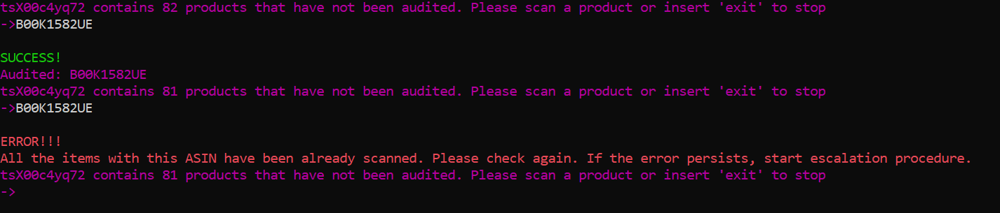 tsX00c4yq72 contains 82 products that have not been audited. Please scan a product or insert 'exit' to stop
->B00K1582UE
SUCCESS!
Audited: B00K1582UE
tsX00c4yq72 contains 81 products that have not been audited. Please scan a product or insert 'exit' to stop
->B00K1582UE
ERROR!!!
All the items with this ASIN have been already scanned. Please check again. If the error persists, start escalation procedure.
tsX00c4yq72 contains 81 products that have not been audited. Please scan a product or insert 'exit' to stop
->